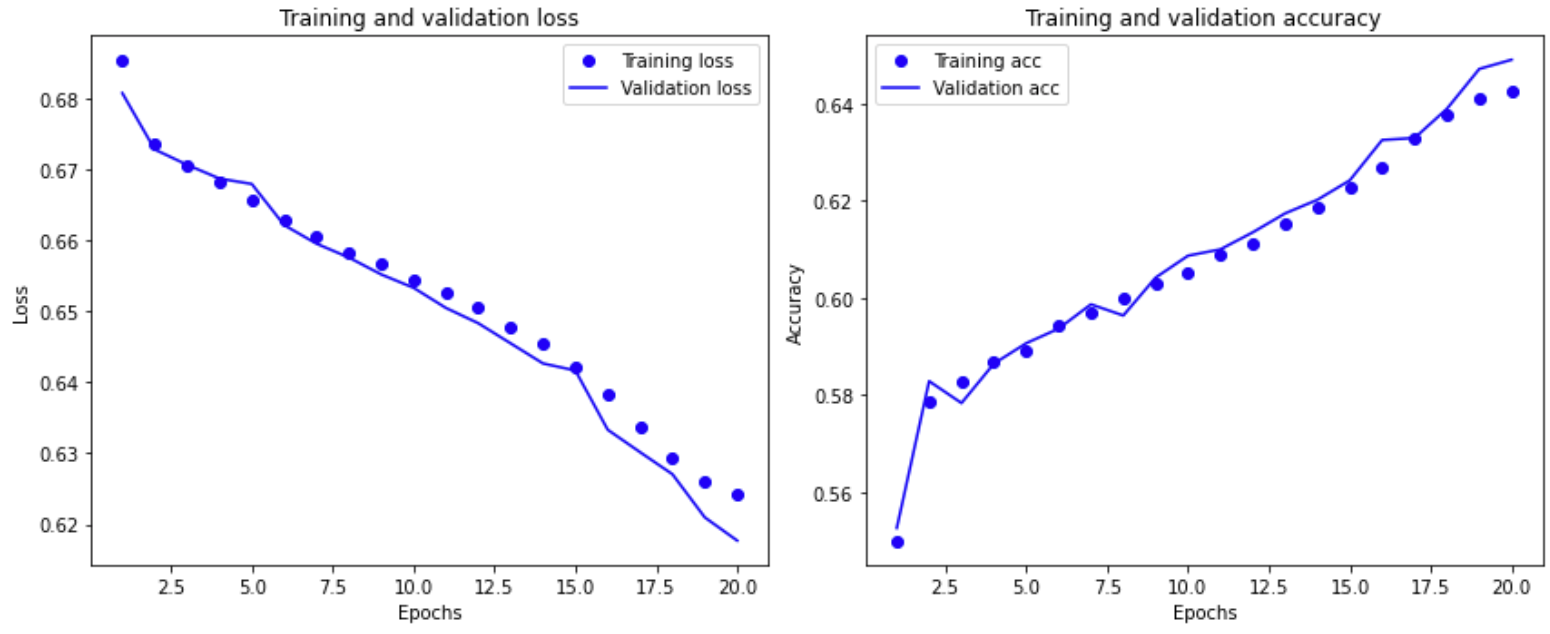 Training and validation loss
Training loss
Validation loss
0.68
0.67
0.66
0.65
0.64
0.63
0.62
Loss
2.5 5.0 7.5 10.0 12.5 15.0 17.5 20.0
Epochs
Training and validation accuracy
Training acc
Validation acc
0.64
0.62
0.60
0.58
0.56
Accuracy
2.5 5.0 7.5 10.0 12.5 15.0 17.5 20.0
Epochs